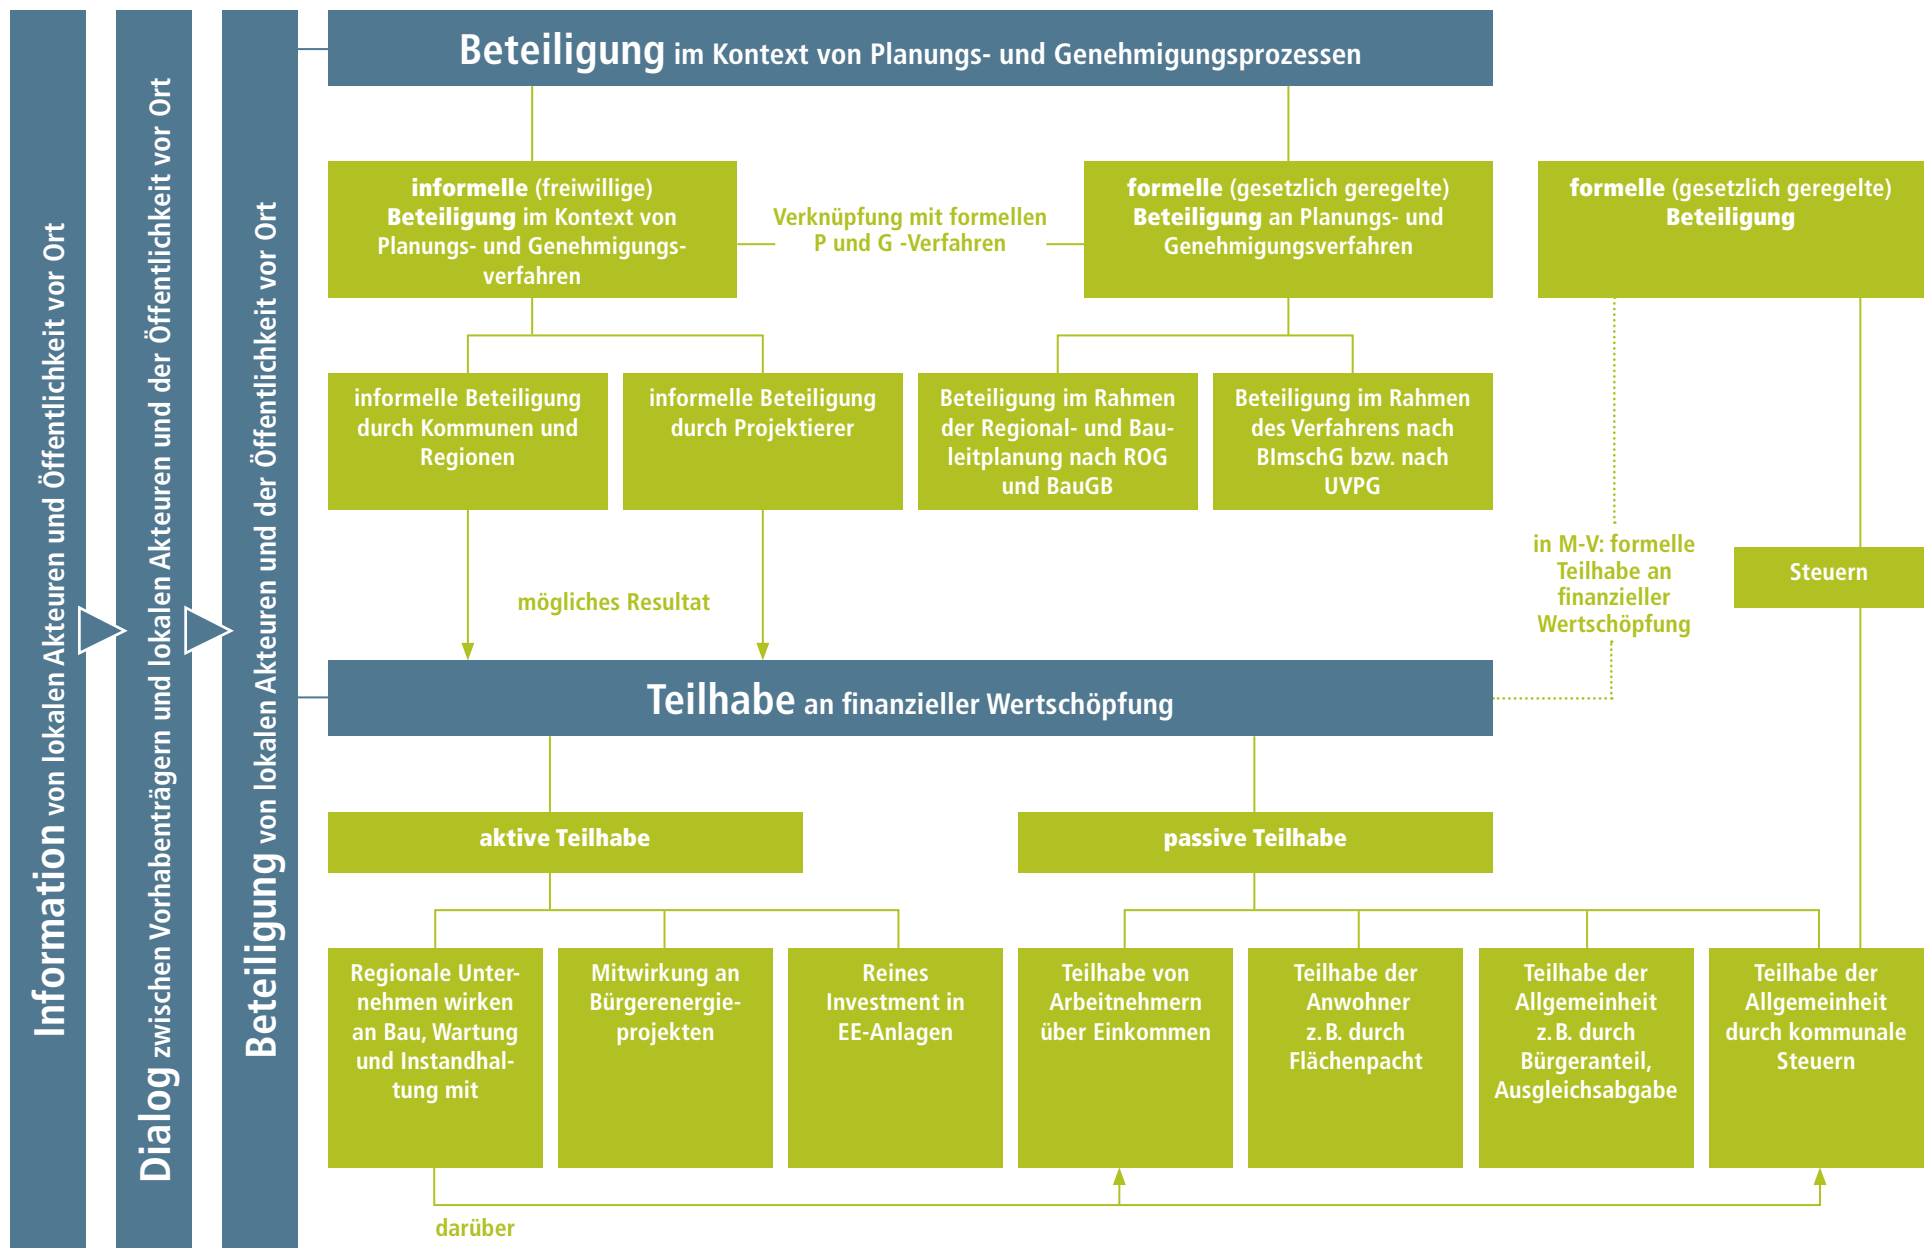 Information von lokalen Akteuren und Öffentlichkeit vor Ort
Dialog zwischen Vorhabenträgern und lokalen Akteuren und der Öffentlichkeit vor Ort
Beteiligung von lokalen Akteuren und der Öffentlichkeit vor Ort
Beteiligung im Kontext von Planungs- und Genehmigungsprozessen
informelle (freiwillige)
Beteiligung im Kontext von
Planungs- und Genehmigungs-
verfahren
Verknüpfung mit formellen
P und G -Verfahren
formelle (gesetzlich geregelte)
Beteiligung an Planungs- und
Genehmigungsverfahren
formelle (gesetzlich geregelte)
Beteiligung
informelle Beteiligung
durch Kommunen und
Regionen
informelle Beteiligung
durch Projektierer
Beteiligung im Rahmen
der Regional- und Bau-
leitplanung nach ROG
und BauGB
Beteiligung im Rahmen
des Verfahrens nach
BImschG bzw. nach
UVPG
in M-V: formelle
Teilhabe an
finanzieller
Wertschöpfung
Steuern
mögliches Resultat
Teilhabe an finanzieller Wertschöpfung
aktive Teilhabe
passive Teilhabe
Regionale Unter-
nehmen wirken
an Bau, Wartung
und Instandhal-
tung mit
Mitwirkung an
Bürgerenergie-
projekten
Reines
Investment in
EE-Anlagen
Teilhabe von
Arbeitnehmern
über Einkommen
Teilhabe der
Anwohner
z. B. durch
Flächenpacht
Teilhabe der
Allgemeinheit
z. B. durch
Bürgeranteil,
Ausgleichsabgabe
Teilhabe der
Allgemeinheit
durch kommunale
Steuern
darüber